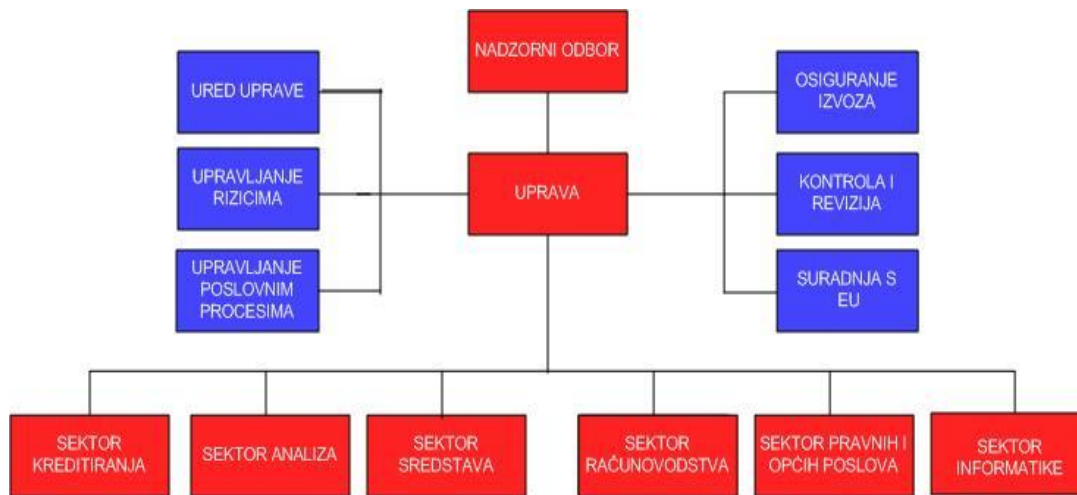 NADZORNI ODBOR
URED UPRAVE
OSIGURANJE
IZVOZA
UPRAVLJANJE
RIZICIMA
UPRAVA
KONTROLA I
REVIZIJA
UPRAVLJANJE
POSLOVNIM
PROCESIMA
SURADNJA S
EU
SEKTOR
KREDITIRANJA
SEKTOR ANALIZA
SEKTOR
SREDSTAVA
SEKTOR
RAČUNOVODSTVA
SEKTOR PRAVNIH I
OPĆIH POSLOVA
SEKTOR
INFORMATIKE